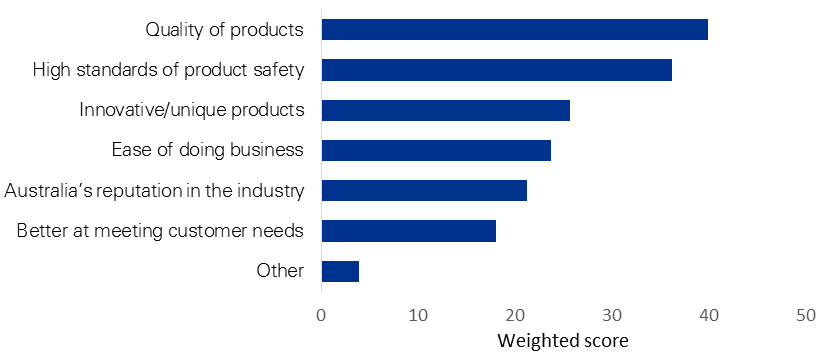 Quality of products
High standards of product safety
Innovative/unique products
Ease of doing business
Australia’s reputation in the industry
Better at meeting customer needs
Other
0 10 20 30 40 50
Weighted score